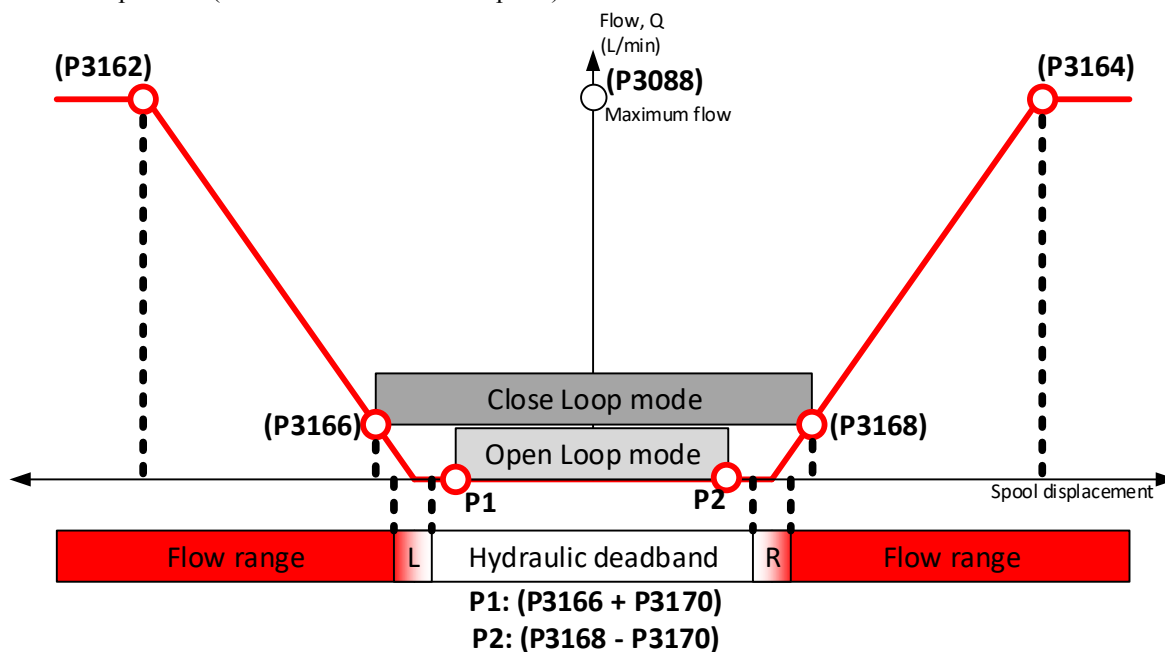 Flow, Q
(L/min)
(P3162)
(P3088)
(P3164)
Maximum flow
Close Loop mode
(P3166)
(P3168)
Open Loop mode
P1
P2
Spool displacement
Flow range
L
Hydraulic deadband
R
Flow range
P1: (P3166 + P3170)
P2: (P3168 - P3170)